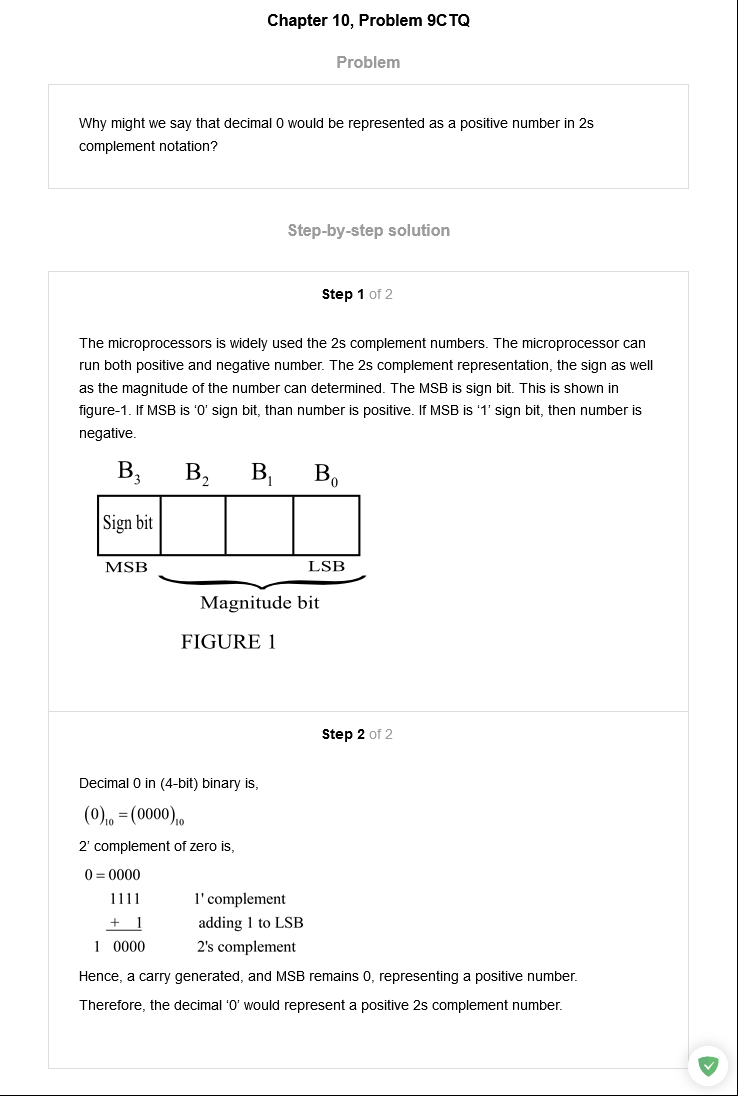 Chapter 10, Problem 9CTQ
Problem
Why might we say that decimal 0 would be represented as a positive number in 2s
complement notation?
Step-by-step solution
Step 1 of 2
The microprocessors is widely used the 2s complement numbers. The microprocessor can
run both positive and negative number. The 2s complement representation, the sign as well
as the magnitude of the number can determined. The MSB is sign bit. This is shown in
figure-1. If MSB is ‘0’ sign bit, than number is positive. If MSB is ‘1’ sign bit, then number is
negative.
B₃ B₂ B₁ B₀
Sign bit
MSB LSB
Magnitude bit
FIGURE 1
Step 2 of 2
Decimal 0 in (4-bit) binary is,
(0)₁₀ = (0000)₁₀
2’ complement of zero is,
0 = 0000
1111 1' complement
+ 1 adding 1 to LSB
1 0000 2's complement
Hence, a carry generated, and MSB remains 0, representing a positive number.
Therefore, the decimal ‘0’ would represent a positive 2s complement number.